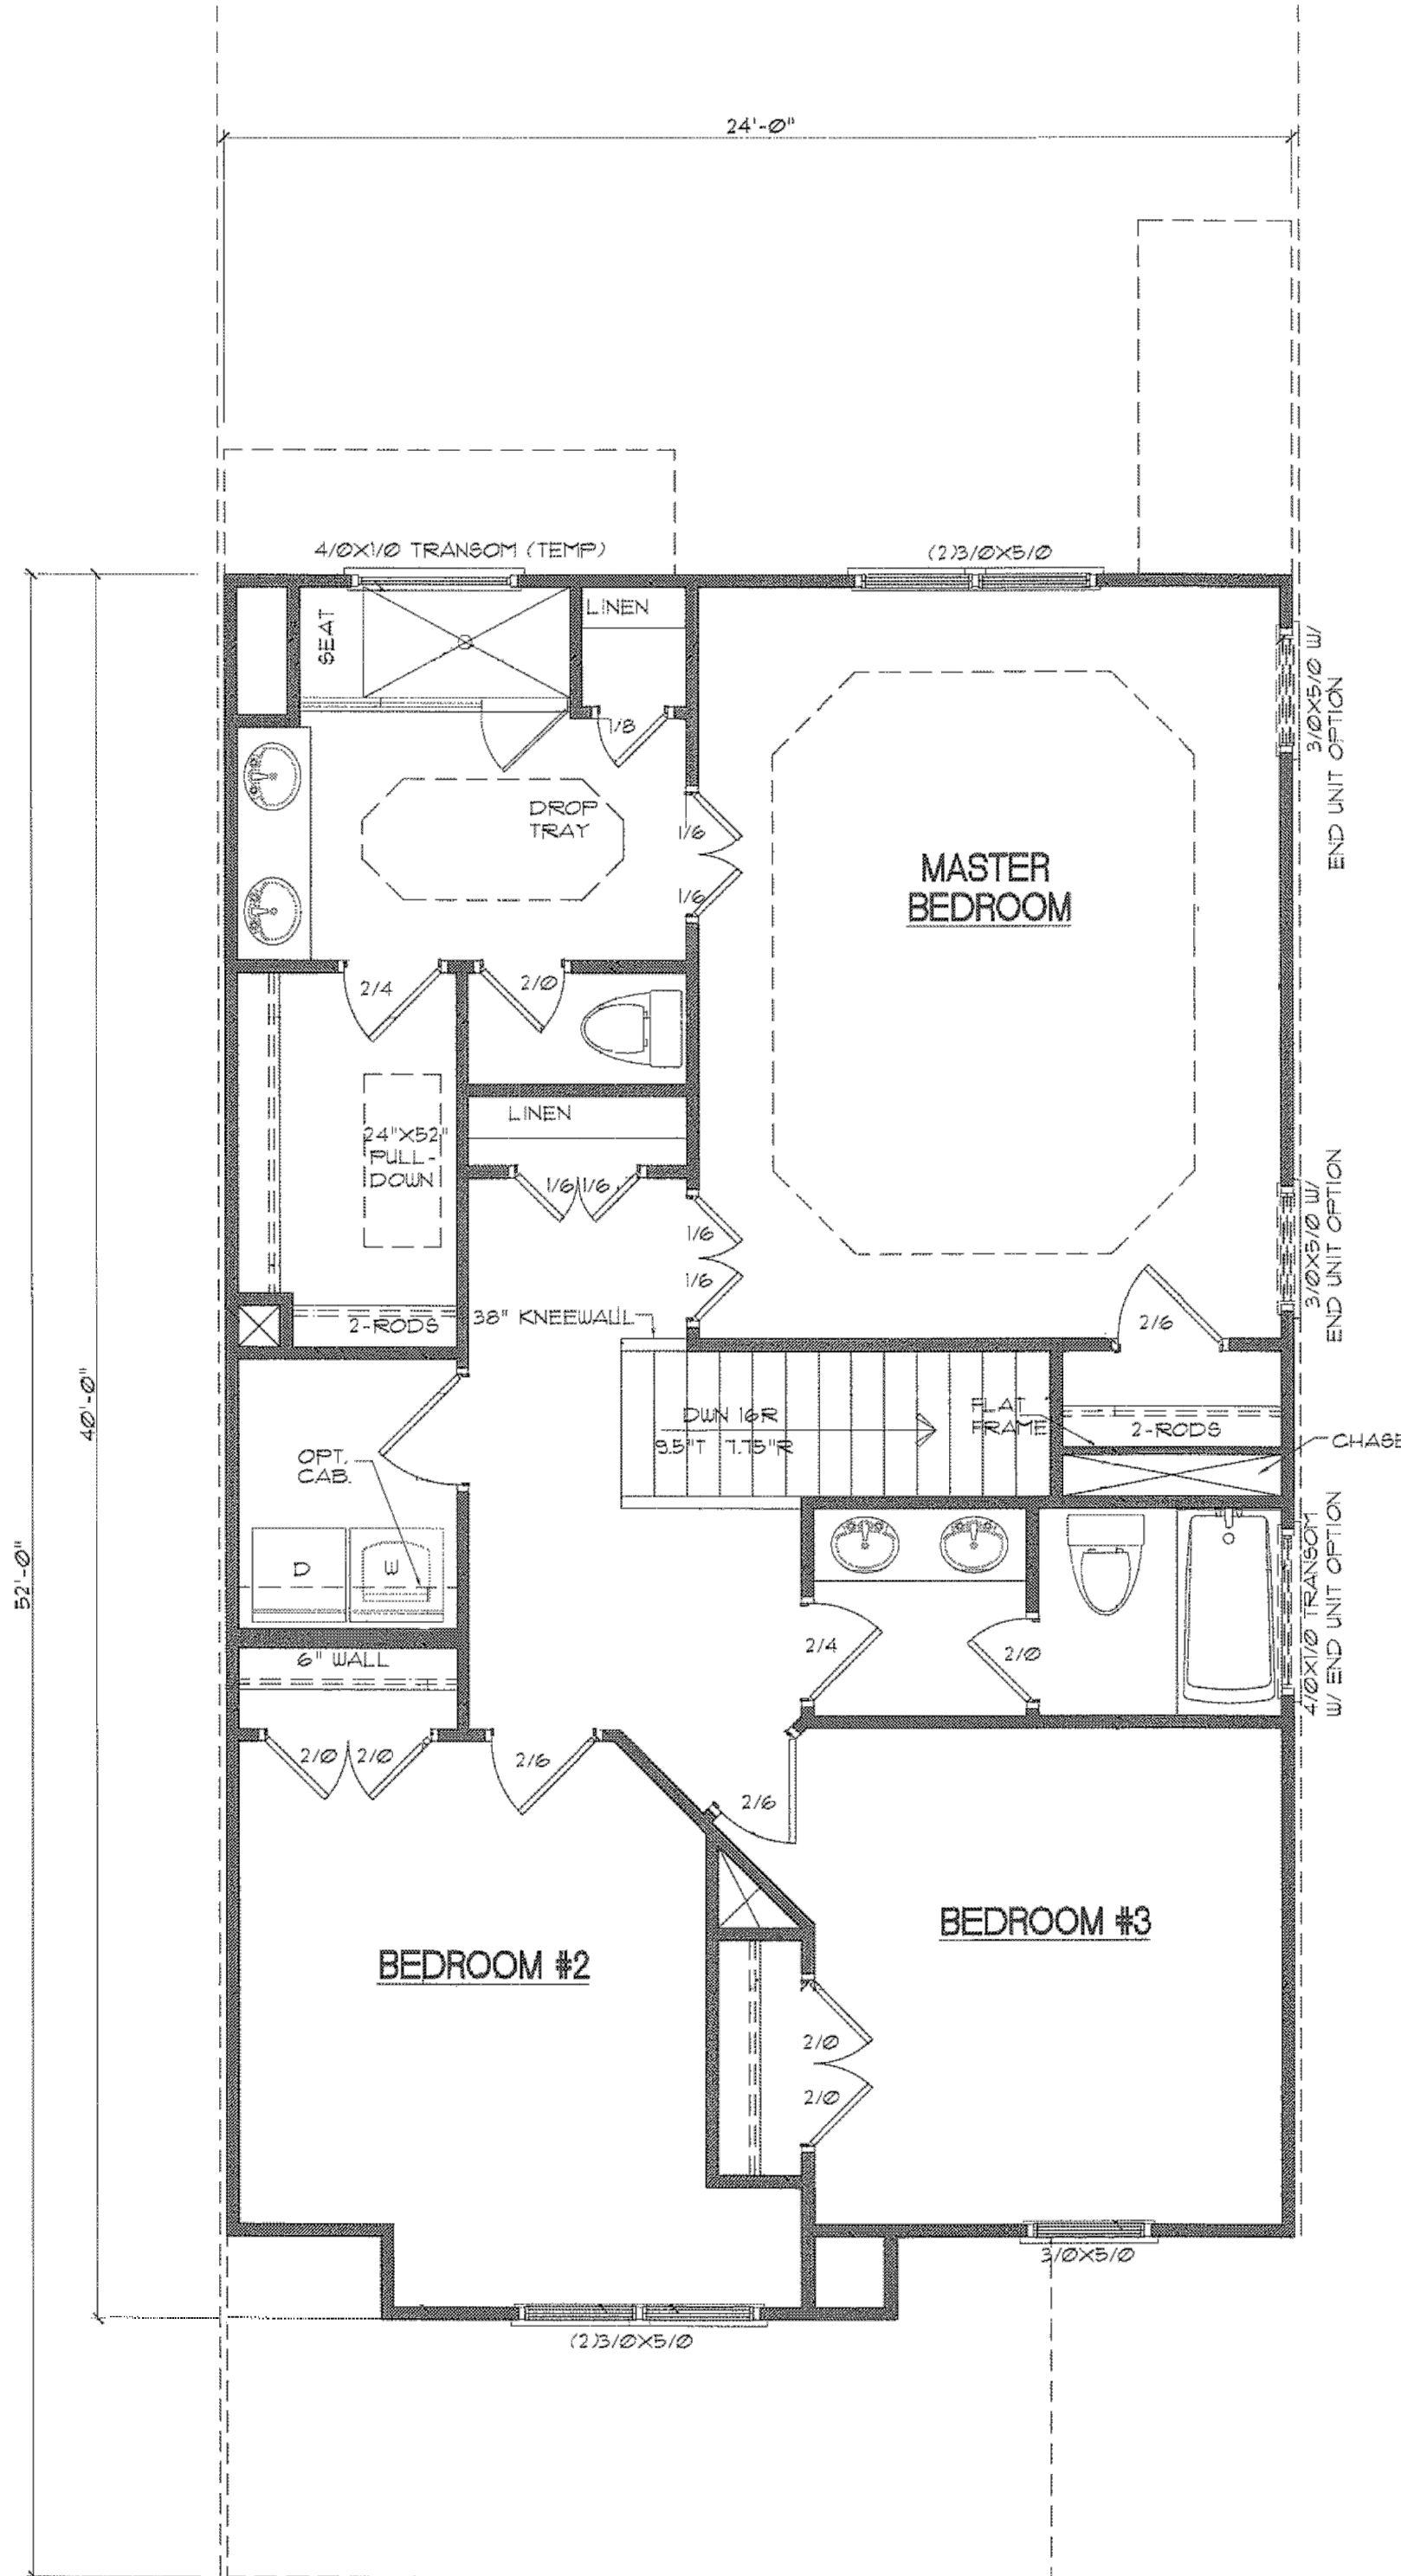 24'-0"
4/0X1/0 TRANSOM (TEMP)
(2)3/0X5/0
SEAT
LINEN
1/8
3/0X5/0 W/
END UNIT OPTION
DROP
TRAY
1/6
1/6
MASTER
BEDROOM
2/4
2/0
LINEN
24"X52"
PULL-
DOWN
1/6
1/6
1/6
1/6
3/0X5/0 W/
END UNIT OPTION
2-RODS
38" KNEEWALL
2/6
40'-0"
DWN 16R
9.5"T 7.75"R
FLAT
FRAME
2-RODS
CHASE
OPT.
CAB.
52'-0"
D
W
4/0X1/0 TRANSOM
W/ END UNIT OPTION
2/4
2/0
6" WALL
2/0
2/0
2/6
2/6
BEDROOM #2
BEDROOM #3
2/0
2/0
3/0X5/0
(2)3/0X5/0